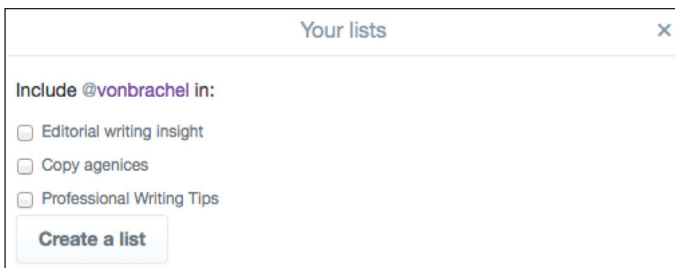 Your lists ×
Include @vonbrachel in:
Editorial writing insight
Copy agenices
Professional Writing Tips
Create a list